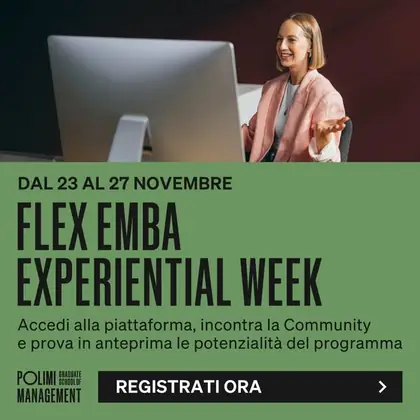 DAL 23 AL 27 NOVEMBRE
FLEX EMBA
EXPERIENTIAL WEEK
Accedi alla piattaforma, incontra la Community
e prova in anteprima le potenzialità del programma
POLIMI GRADUATE
SCHOOL OF
MANAGEMENT
REGISTRATI ORA